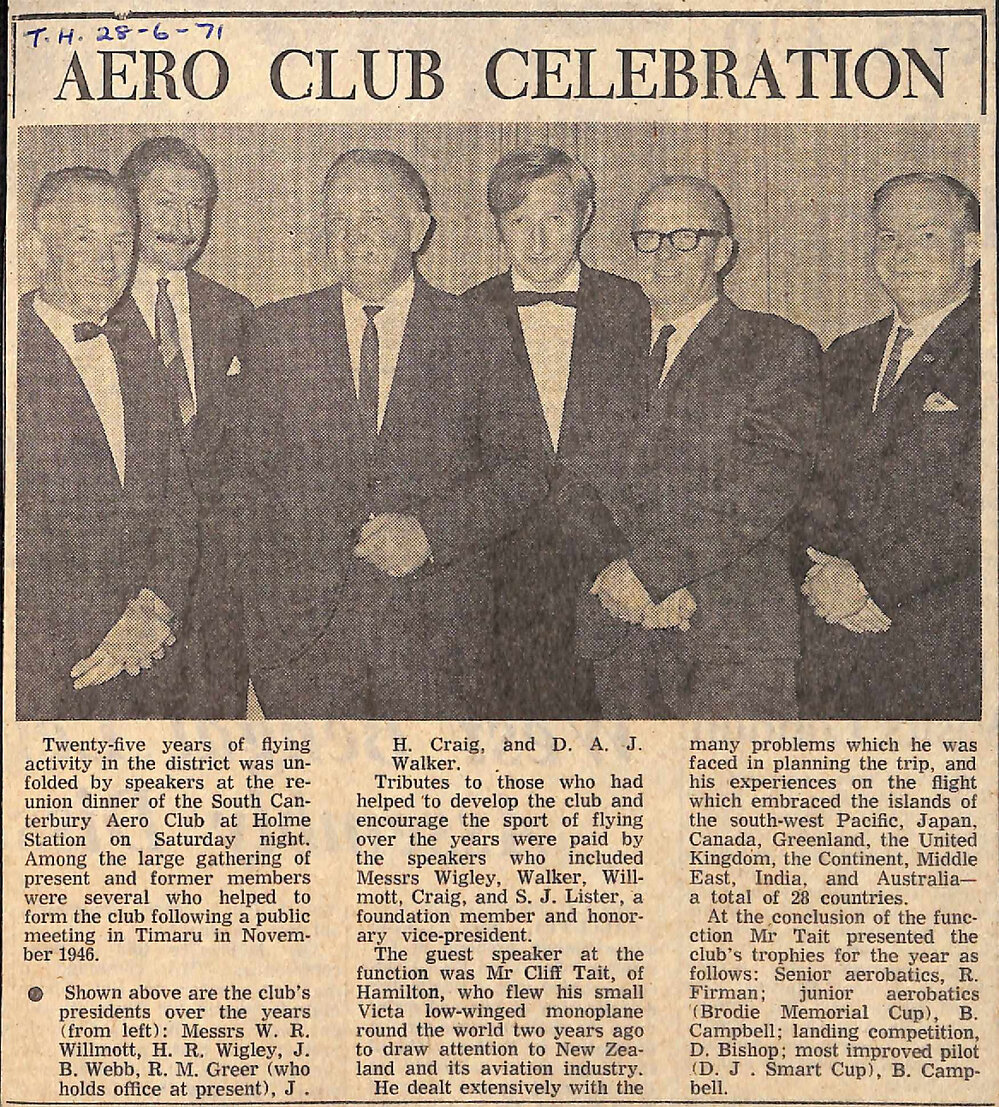 T. H. 28-6-71
AERO CLUB CELEBRATION
Twenty-five years of flying
activity in the district was un-
folded by speakers at the re-
union dinner of the South Can-
terbury Aero Club at Holme
Station on Saturday night.
Among the large gathering of
present and former members
were several who helped to
form the club following a public
meeting in Timaru in Novem-
ber 1946.
● Shown above are the club's
presidents over the years
(from left): Messrs W. R.
Willmott, H. R. Wigley, J.
B. Webb, R. M. Greer (who
holds office at present), J .
H. Craig, and D. A. J.
Walker.
Tributes to those who had
helped to develop the club and
encourage the sport of flying
over the years were paid by
the speakers who included
Messrs Wigley, Walker, Will-
mott, Craig, and S. J. Lister, a
foundation member and honor-
ary vice-president.
The guest speaker at the
function was Mr Cliff Tait, of
Hamilton, who flew his small
Victa low-winged monoplane
round the world two years ago
to draw attention to New Zea-
land and its aviation industry.
He dealt extensively with the
many problems which he was
faced in planning the trip, and
his experiences on the flight
which embraced the islands of
the south-west Pacific, Japan,
Canada, Greenland, the United
Kingdom, the Continent, Middle
East, India, and Australia—
a total of 28 countries.
At the conclusion of the func-
ction Mr Tait presented the
club's trophies for the year as
follows: Senior aerobatics, R.
Firman; junior aerobatics
(Brodie Memorial Cup), B.
Campbell; landing competition,
D. Bishop; most improved pilot
(D. J . Smart Cup), B. Camp-
bell.